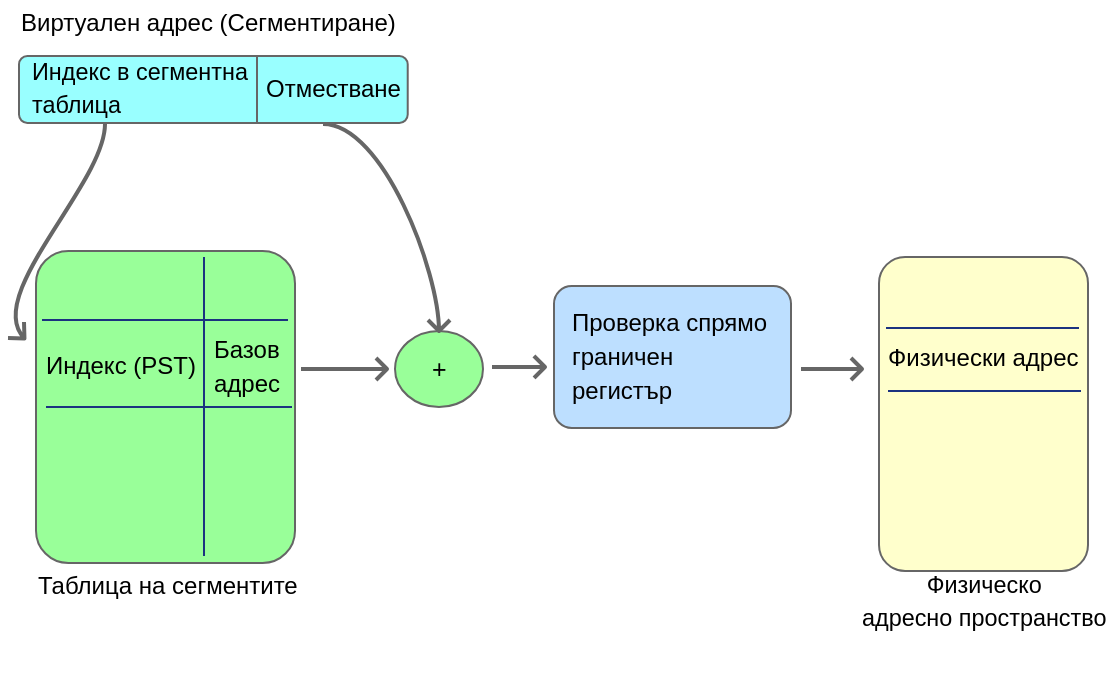 Виртуален адрес (Сегментиране)
Индекс в сегментна
таблица
Отместване
Индекс (PST)
Базов
адрес
+
Проверка спрямо
граничен
регистър
Физически адрес
Таблица на сегментите
Физическо
адресно пространство